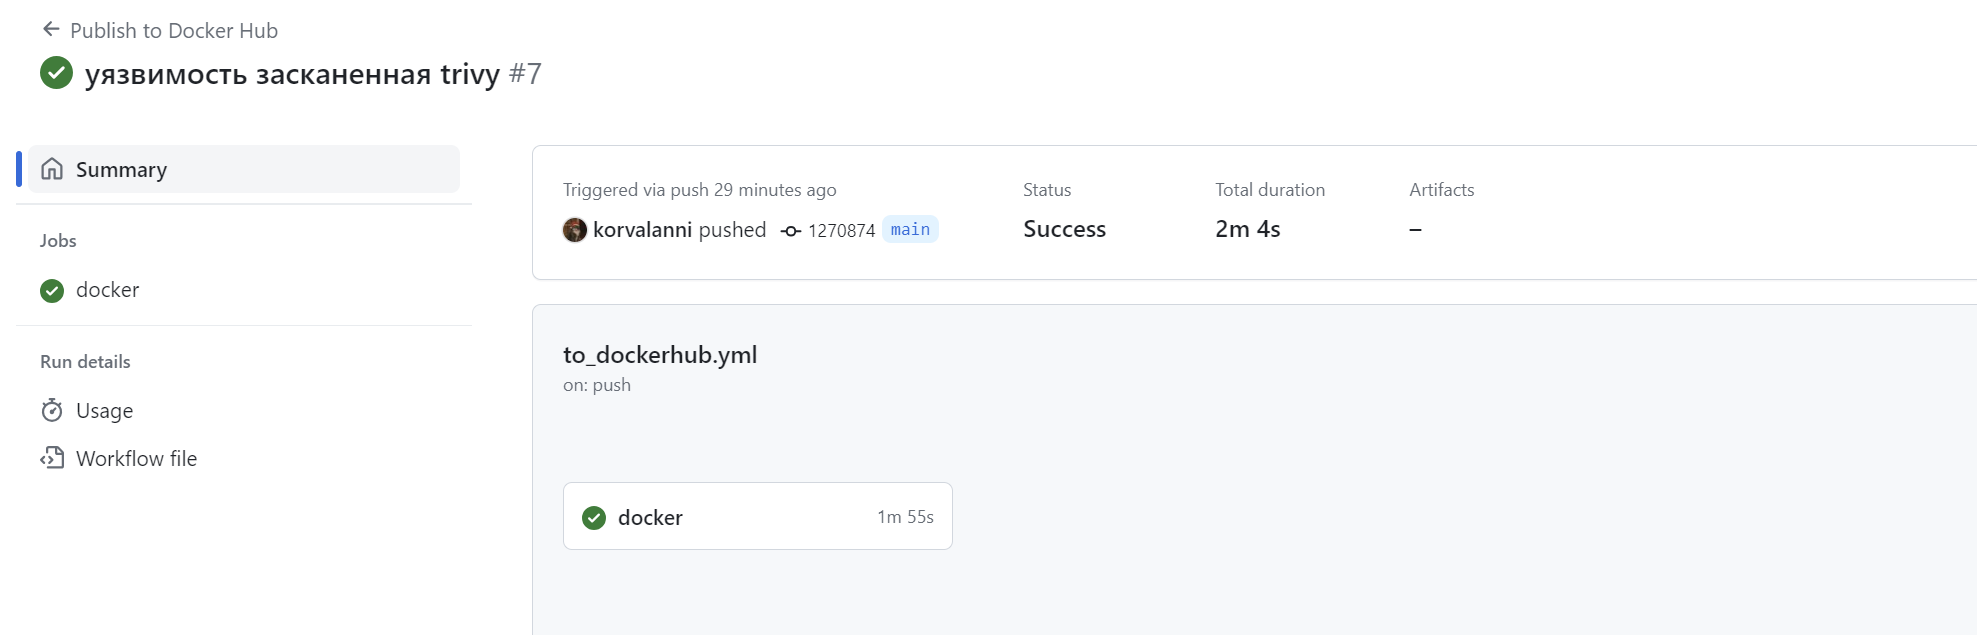 Publish to Docker Hub
уязвимость засканенная trivy #7
Summary
Jobs
docker
Run details
Usage
Workflow file
Triggered via push 29 minutes ago
korvalanni pushed 1270874 main
Status
Success
Total duration
2m 4s
Artifacts
–
to_dockerhub.yml
on: push
docker 1m 55s